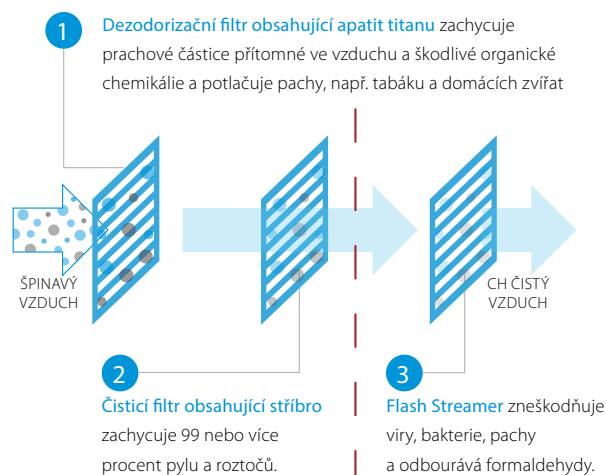 1
Dezodorizační filtr obsahující apatit titanu zachycuje
prachové částice přítomné ve vzduchu a škodlivé organické
chemikálie a potlačuje pachy, např. tabáku a domácích zvířat
ŠPINAVÝ
VZDUCH
CH ČISTÝ
VZDUCH
2
Čisticí filtr obsahující stříbro
zachycuje 99 nebo více
procent pylu a roztočů.
3
Flash Streamer zneškodňuje
viry, bakterie, pachy
a odbourává formaldehydy.